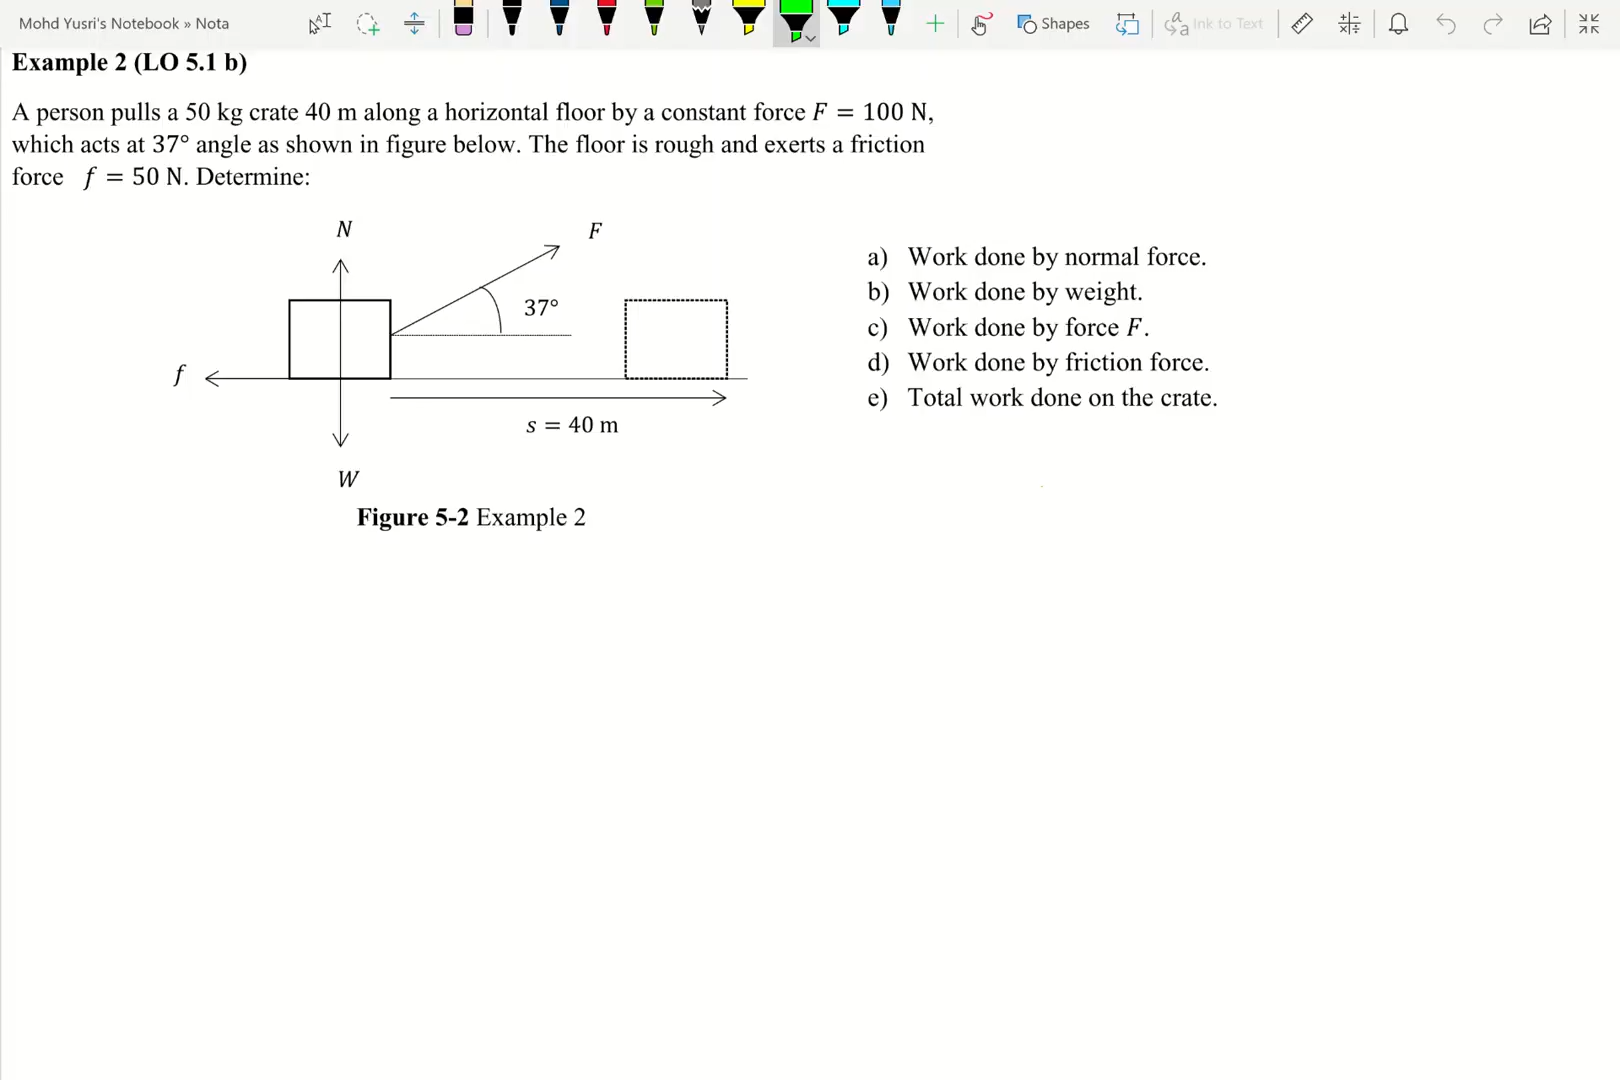 Mohd Yusri's Notebook » Nota
Shapes
Ink to Text
Example 2 (LO 5.1 b)
A person pulls a 50 kg crate 40 m along a horizontal floor by a constant force F = 100 N,
which acts at 37° angle as shown in figure below. The floor is rough and exerts a friction
force f = 50 N. Determine:
N
F
37°
f
s = 40 m
W
Figure 5-2 Example 2
a) Work done by normal force.
b) Work done by weight.
c) Work done by force F.
d) Work done by friction force.
e) Total work done on the crate.